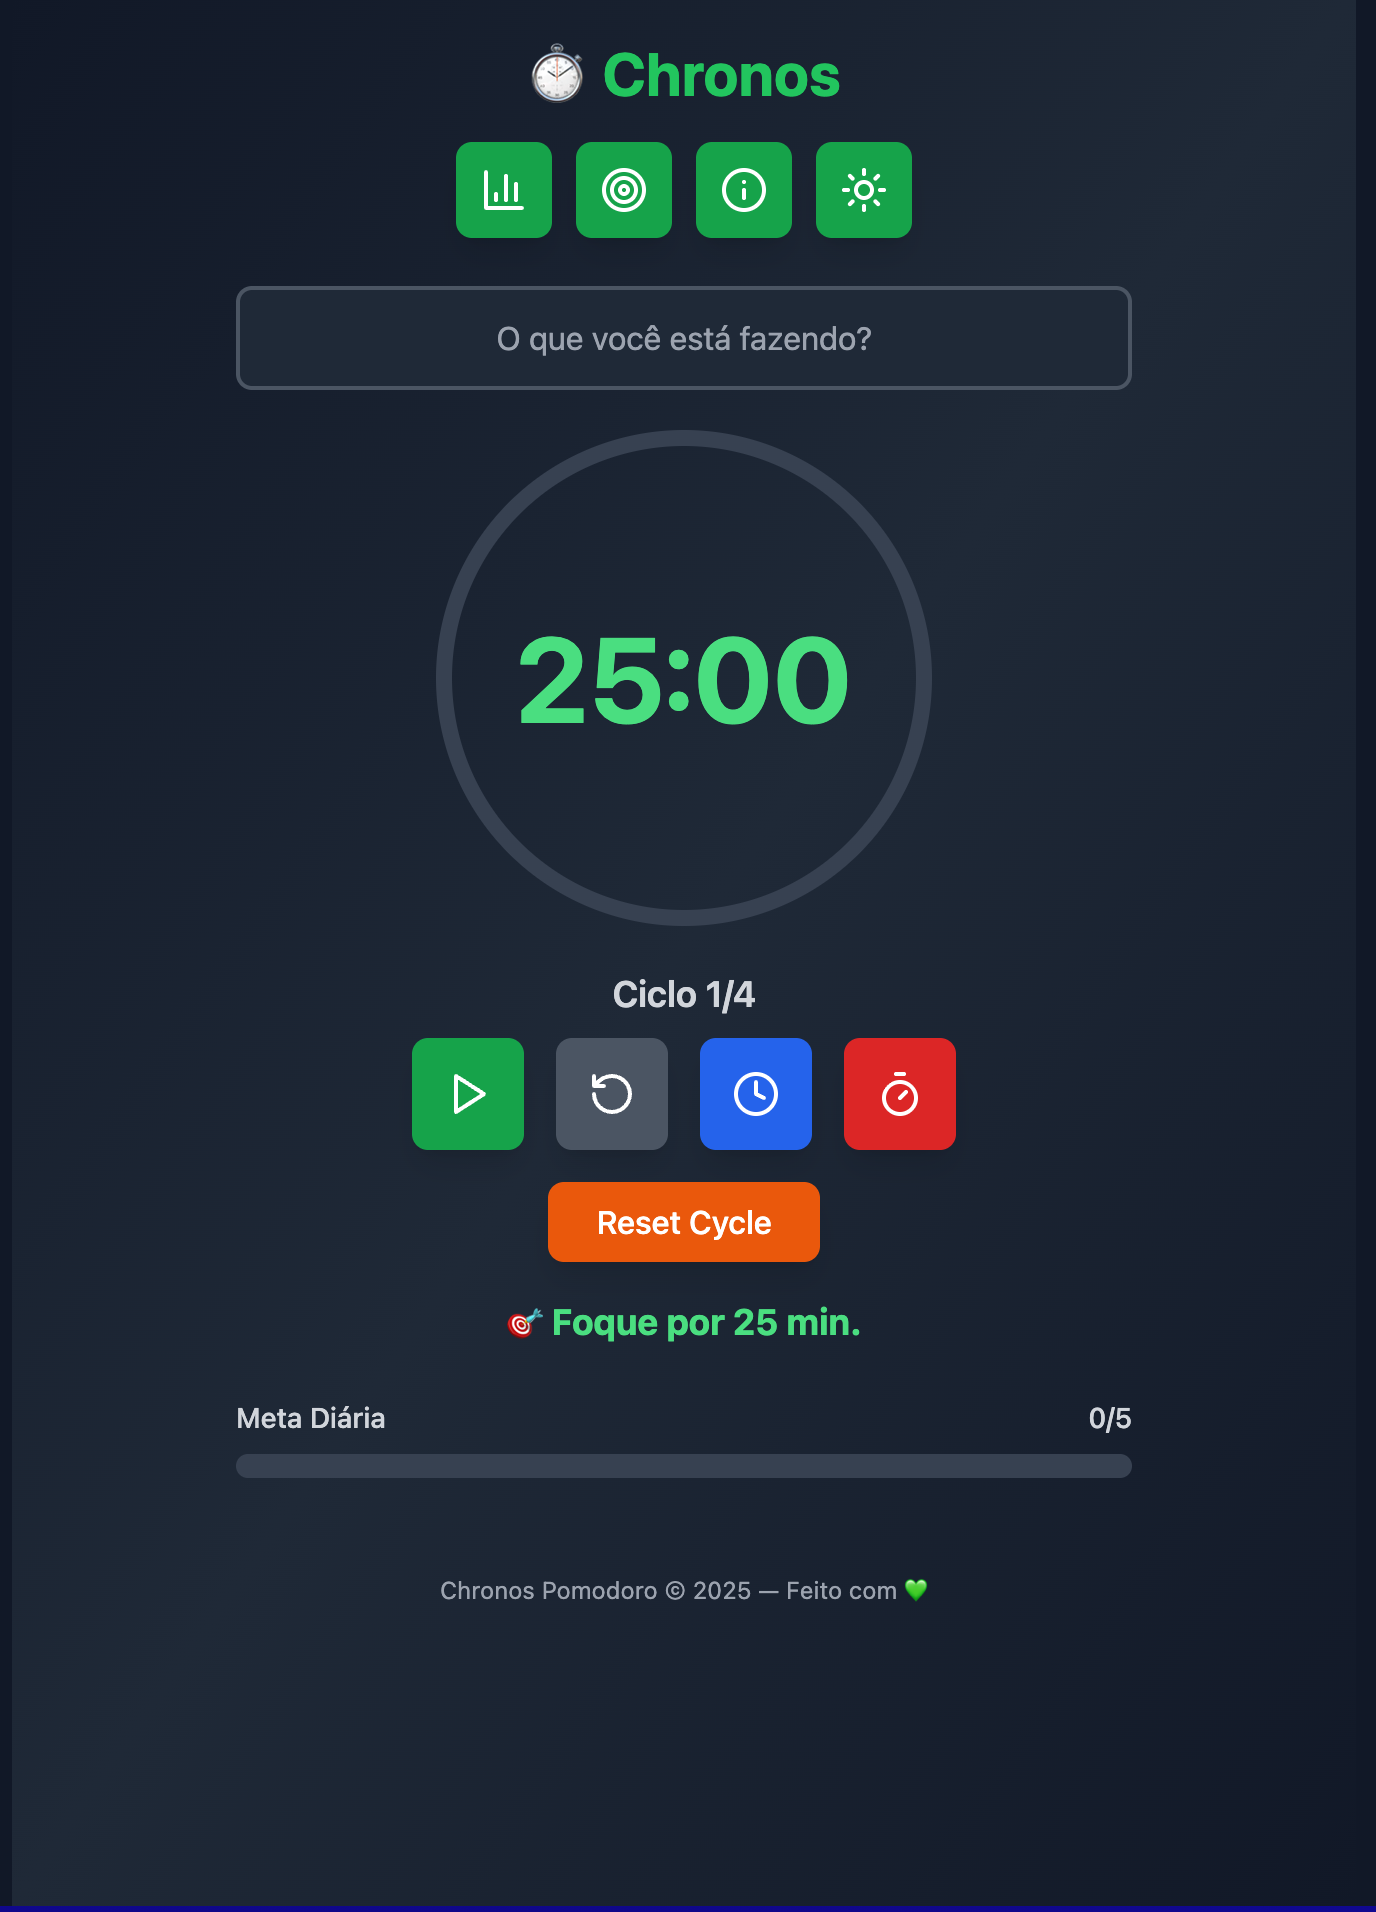 Chronos
O que você está fazendo?
25:00
Ciclo 1/4
Reset Cycle
🎯 Foque por 25 min.
Meta Diária 0/5
Chronos Pomodoro © 2025 — Feito com 💚